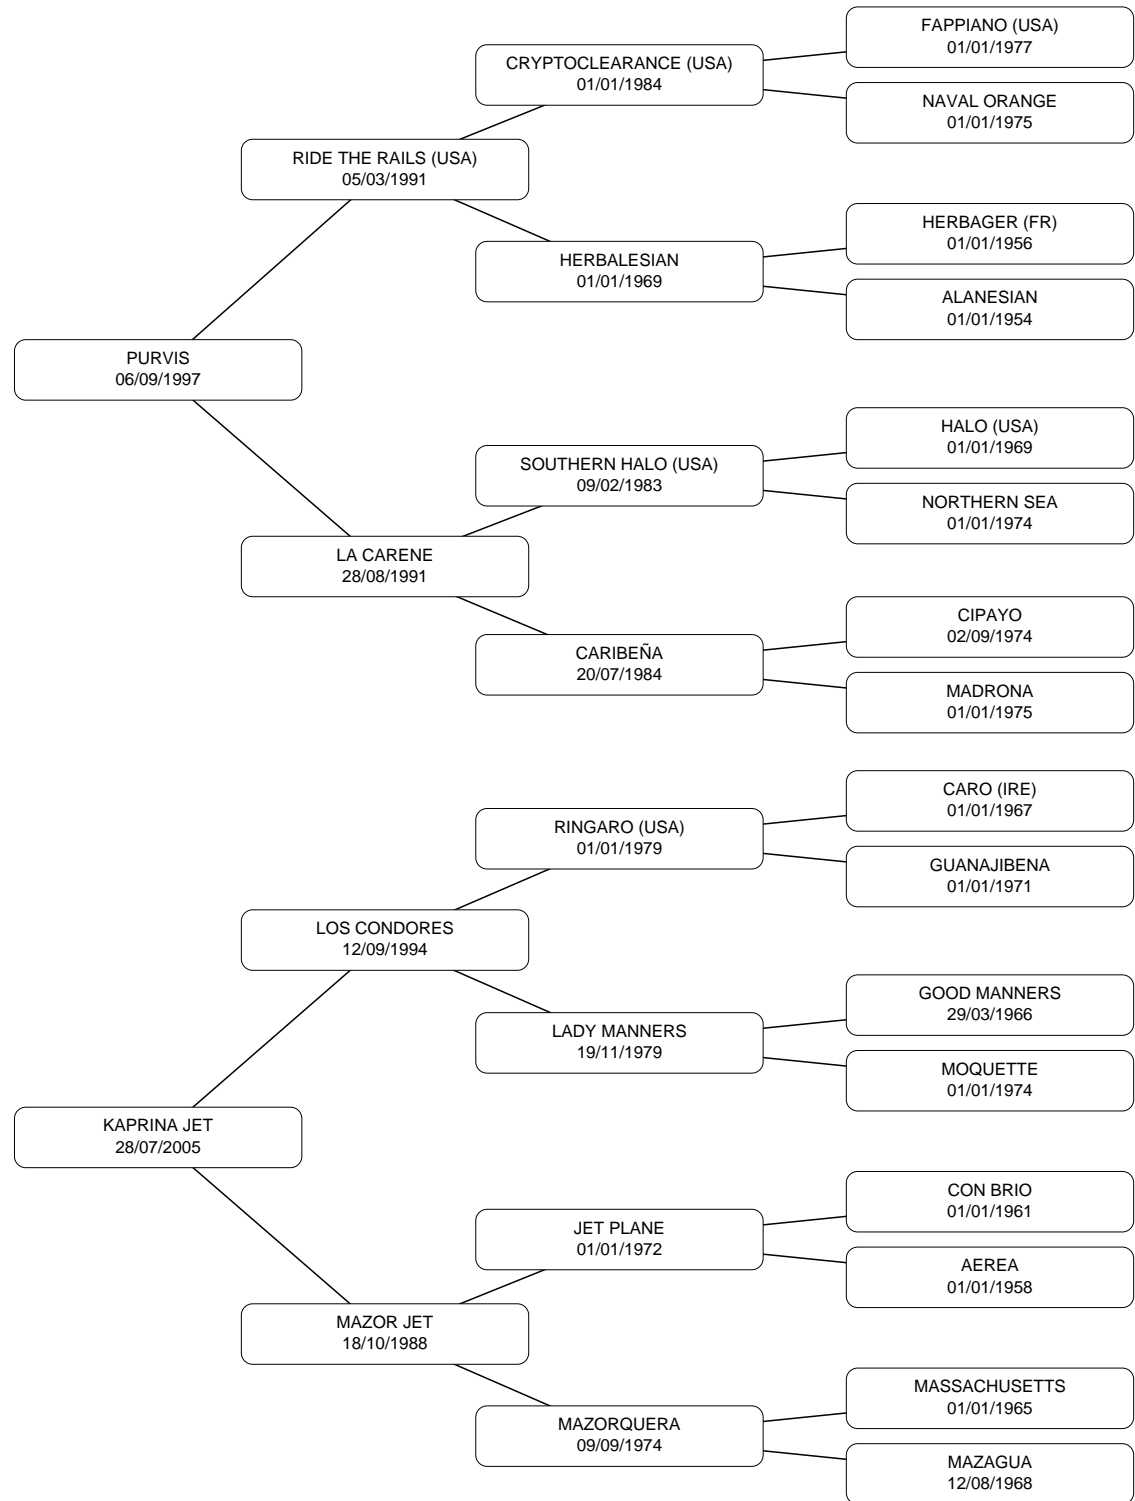 FAPPIANO (USA)
01/01/1977
CRYPTOCLEARANCE (USA)
01/01/1984
NAVAL ORANGE
01/01/1975
RIDE THE RAILS (USA)
05/03/1991
HERBAGER (FR)
01/01/1956
HERBALESIAN
01/01/1969
ALANESIAN
01/01/1954
PURVIS
06/09/1997
HALO (USA)
01/01/1969
SOUTHERN HALO (USA)
09/02/1983
NORTHERN SEA
01/01/1974
LA CARENE
28/08/1991
CIPAYO
02/09/1974
CARIBEÑA
20/07/1984
MADRONA
01/01/1975
CARO (IRE)
01/01/1967
RINGARO (USA)
01/01/1979
GUANAJIBENA
01/01/1971
LOS CONDORES
12/09/1994
GOOD MANNERS
29/03/1966
LADY MANNERS
19/11/1979
MOQUETTE
01/01/1974
KAPRINA JET
28/07/2005
CON BRIO
01/01/1961
JET PLANE
01/01/1972
AEREA
01/01/1958
MAZOR JET
18/10/1988
MASSACHUSETTS
01/01/1965
MAZORQUERA
09/09/1974
MAZAGUA
12/08/1968